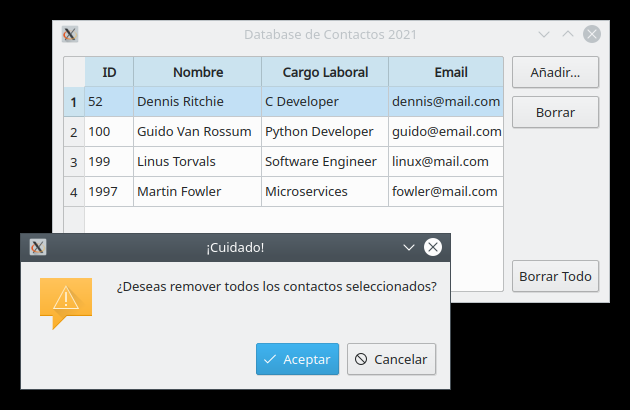 Database de Contactos 2021
ID Nombre Cargo Laboral Email
1 52 Dennis Ritchie C Developer dennis@mail.com
2 100 Guido Van Rossum Python Developer guido@email.com
3 199 Linus Torvals Software Engineer linux@mail.com
4 1997 Martin Fowler Microservices fowler@mail.com
Añadir...
Borrar
Borrar Todo
¡Cuidado!
¿Deseas remover todos los contactos seleccionados?
Aceptar Cancelar